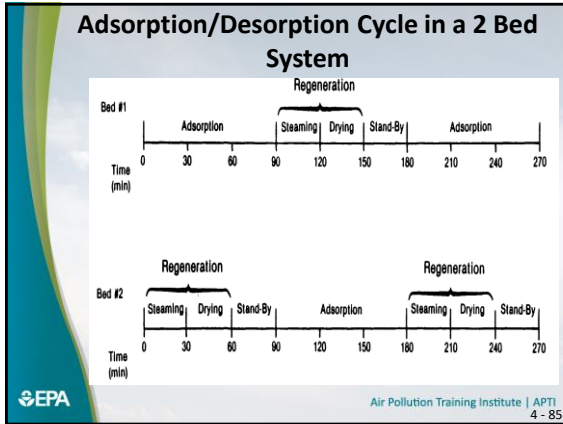 Adsorption/Desorption Cycle in a 2 Bed
System
Regeneration
Bed #1
Adsorption Steaming Drying Stand-By Adsorption
0 30 60 90 120 150 180 210 240 270
Time
(min)
Regeneration Regeneration
Bed #2
Steaming Drying Stand-By Adsorption Steaming Drying Stand-By
0 30 60 90 120 150 180 210 240 270
Time
(min)
EPA
Air Pollution Training Institute | APTI
4 - 85